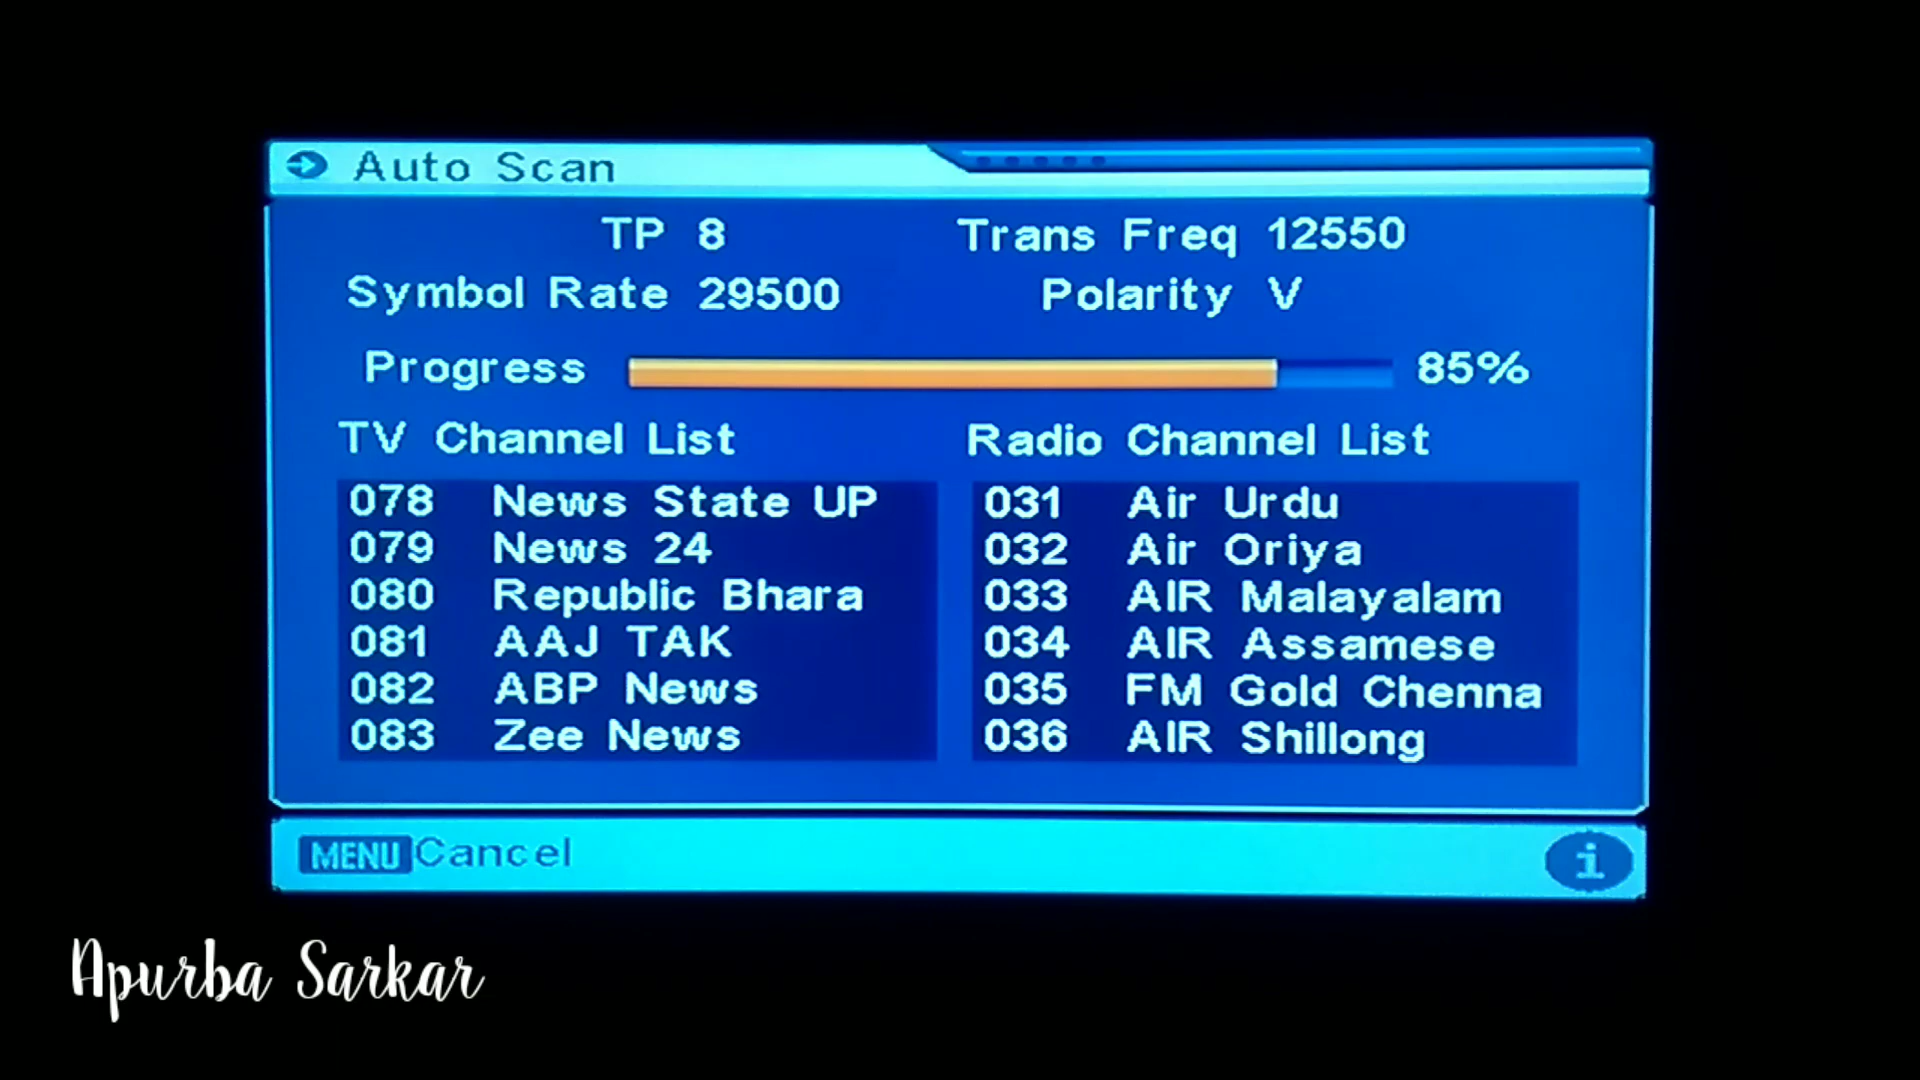 Auto Scan
TP 8 Trans Freq 12550
Symbol Rate 29500 Polarity V
Progress 85%
TV Channel List Radio Channel List
078 News State UP 031 Air Urdu
079 News 24 032 Air Oriya
080 Republic Bhara 033 AIR Malayalam
081 AAJ TAK 034 AIR Assamese
082 ABP News 035 FM Gold Chenna
083 Zee News 036 AIR Shillong
MENU Cancel i
Apurba Sarkar